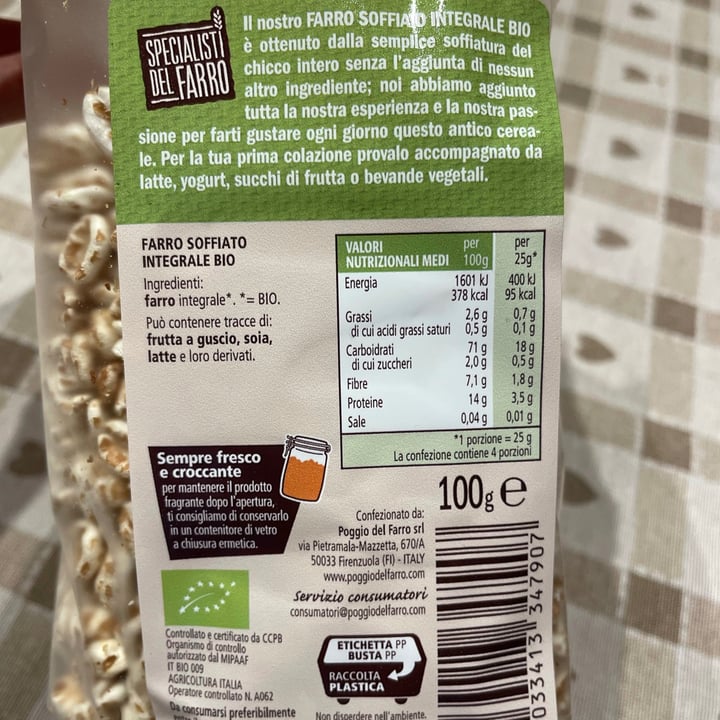 SPECIALISTI
DEL FARRO
Il nostro FARRO SOFFIATO INTEGRALE BIO
è ottenuto dalla semplice soffiatura del
chicco intero senza l'aggiunta di nessun
altro ingrediente; noi abbiamo aggiunto
tutta la nostra esperienza e la nostra pas-
sione per farti gustare ogni giorno questo antico cerea-
le. Per la tua prima colazione provalo accompagnato da
latte, yogurt, succhi di frutta o bevande vegetali.
FARRO SOFFIATO
INTEGRALE BIO
Ingredienti:
farro integrale*. *= BIO.
Può contenere tracce di:
frutta a guscio, soia,
latte e loro derivati.
VALORI NUTRIZIONALI MEDI per 100g per 25g*
Energia 1601 kJ 400 kJ
378 kcal 95 kcal
Grassi 2,6 g 0,7 g
di cui acidi grassi saturi 0,5 g 0,1 g
Carboidrati 71 g 18 g
di cui zuccheri 2,0 g 0,5 g
Fibre 7,1 g 1,8 g
Proteine 14 g 3,5 g
Sale 0,04 g 0,01 g
*1 porzione = 25 g
La confezione contiene 4 porzioni
Sempre fresco
e croccante
per mantenere il prodotto
fragrante dopo l'apertura,
ti consigliamo di conservarlo
in un contenitore di vetro
a chiusura ermetica.
100g e
Confezionato da:
Poggio del Farro srl
via Pietramala-Mazzetta, 670/A
50033 Firenzuola (FI) - ITALY
www.poggiodelfarro.com
Servizio consumatori
consumatori@poggiodelfarro.com
Controllato e certificato da CCPB
Organismo di controllo
autorizzato dal MIPAAF
IT BIO 009
AGRICOLTURA ITALIA
Operatore controllato N. A062
Da consumarsi preferibilmente
ETICHETTA PP
BUSTA PP
RACCOLTA
PLASTICA
Non disperdere nell'ambiente.
033413 347907